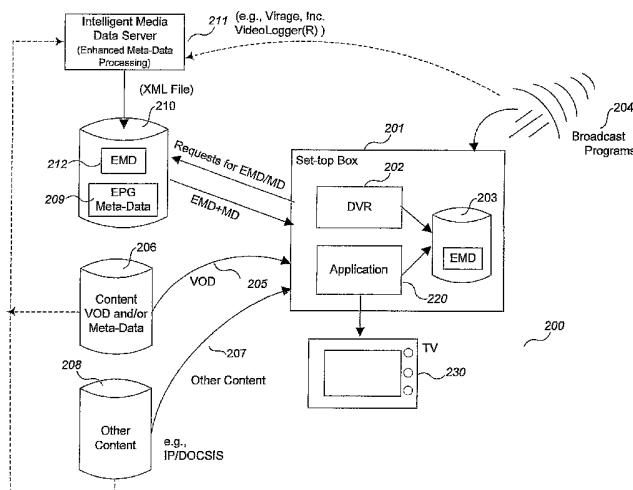 Intelligent Media
Data Server
(Enhanced Meta-Data
Processing)
211
(e.g., Virage, Inc.
VideoLogger(R) )
(XML File)
210
212
EMD
209
EPG
Meta-Data
Requests for EMD/MD
EMD+MD
204
Broadcast
Programs
201
Set-top Box
202
DVR
203
EMD
Application
220
206
Content
VOD and/or
Meta-Data
VOD
205
207
Other Content
208
Other
Content
e.g.,
IP/DOCSIS
TV
230
200